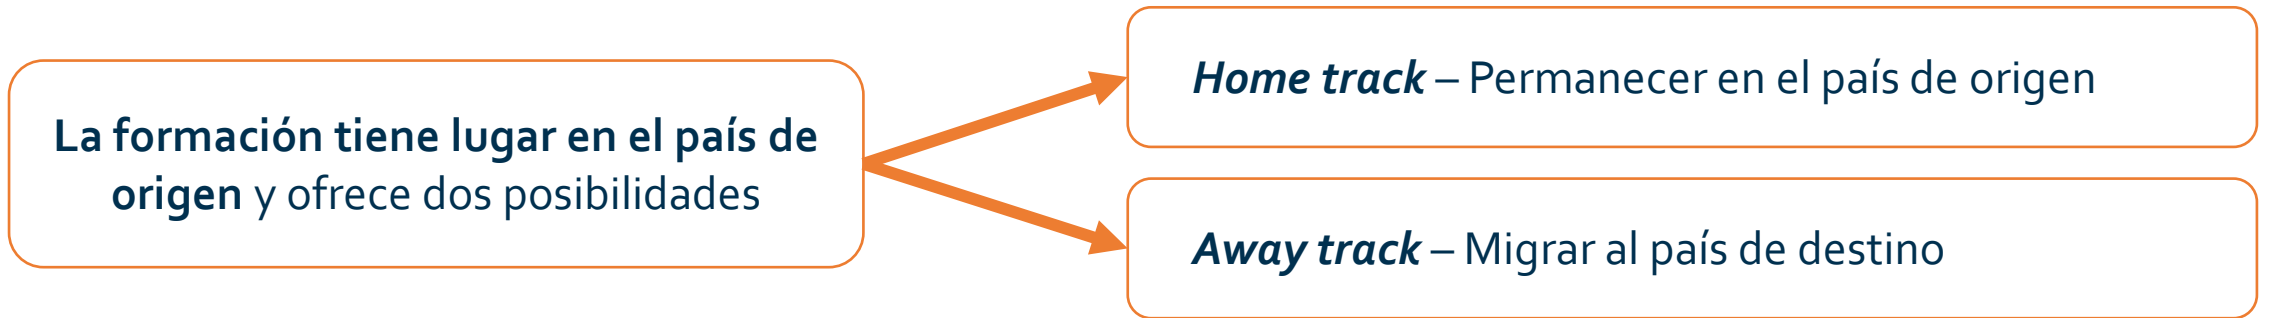 La formación tiene lugar en el país de
origen y ofrece dos posibilidades
Home track – Permanecer en el país de origen
Away track – Migrar al país de destino